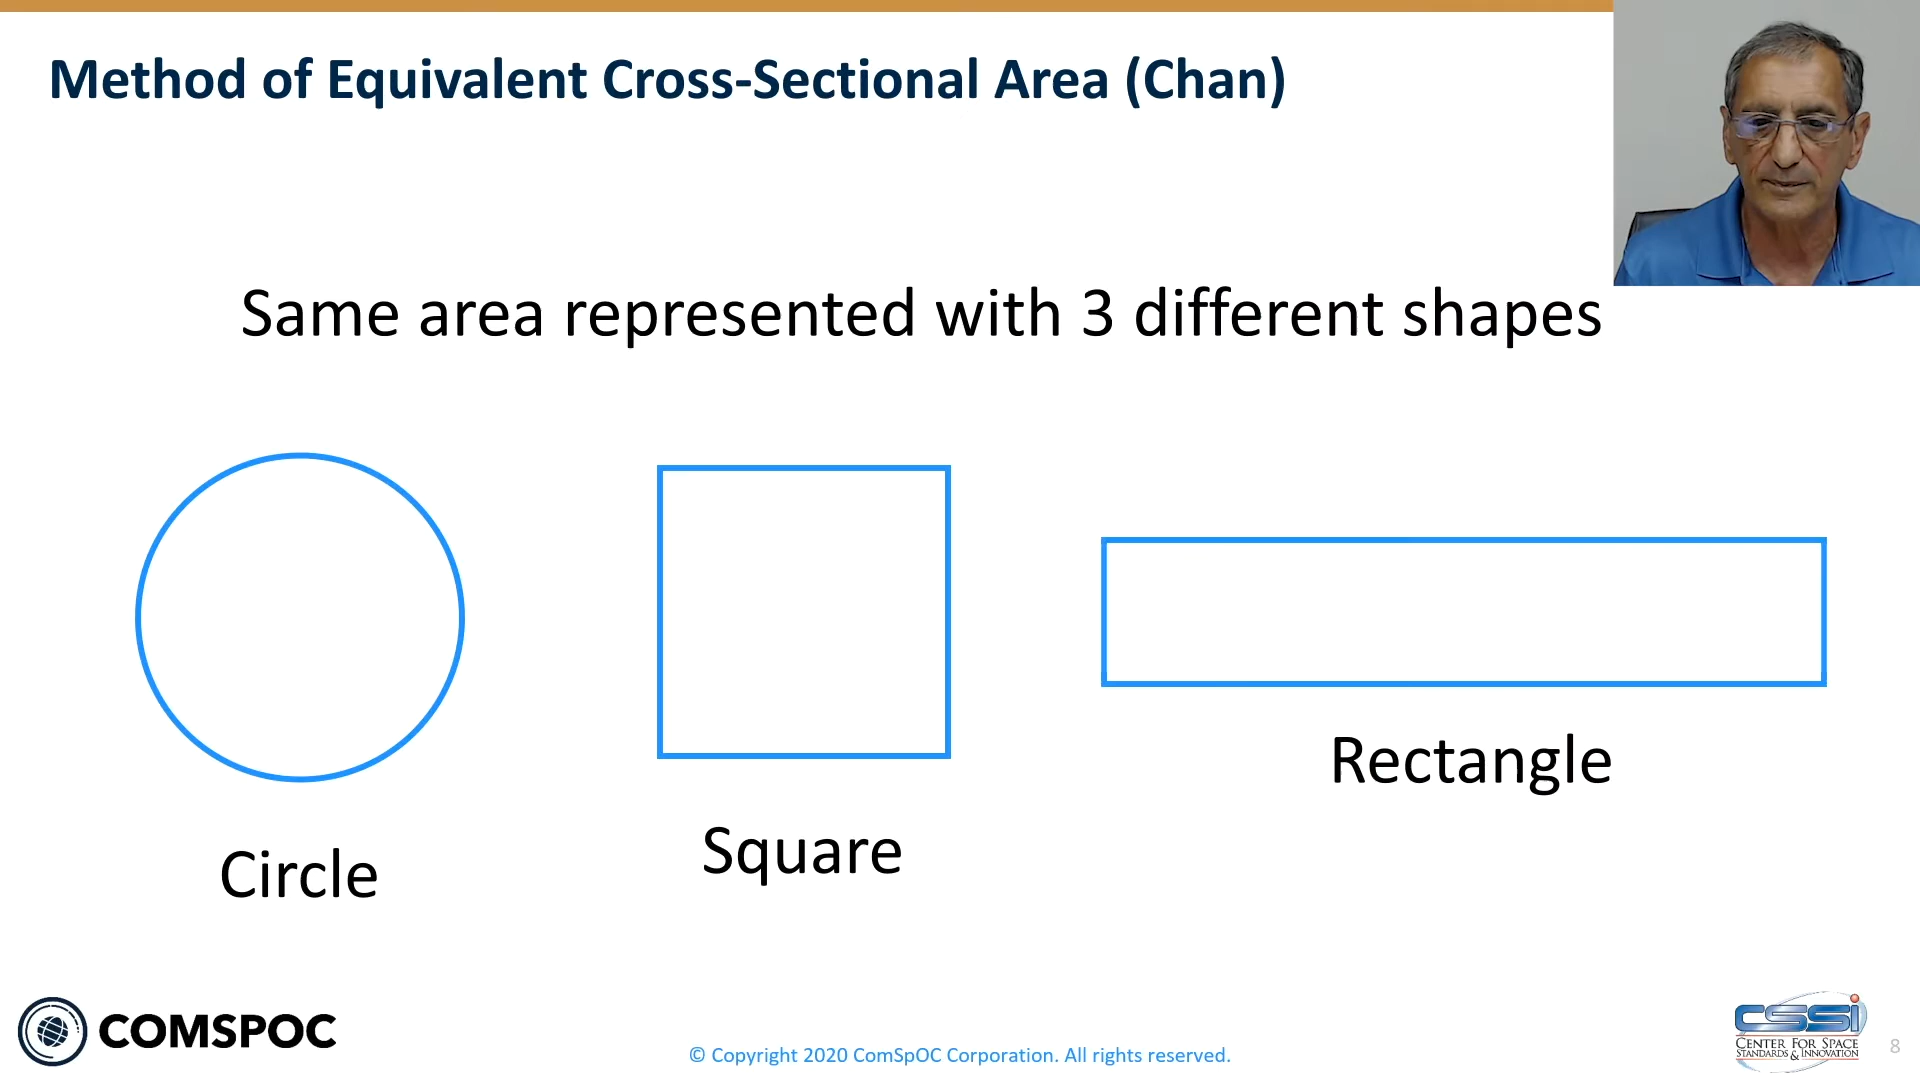 Method of Equivalent Cross-Sectional Area (Chan)
Same area represented with 3 different shapes
Circle
Square
Rectangle
COMSPOC
© Copyright 2020 ComSpOC Corporation. All rights reserved.
CSSI
CENTER FOR SPACE
STANDARDS & INNOVATION
8